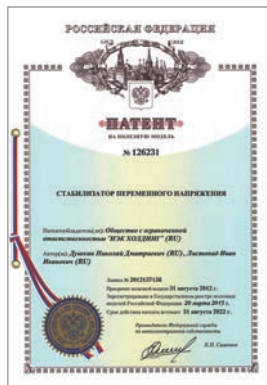 РОССИЙСКАЯ ФЕДЕРАЦИЯ
ПАТЕНТ
НА ПОЛЕЗНУЮ МОДЕЛЬ
№ 126231
СТАБИЛИЗАТОР ПЕРЕМЕННОГО НАПРЯЖЕНИЯ
Патентообладатель(ли): Общество с ограниченной
ответственностью "ИЭК ХОЛДИНГ" (RU)
Автор(ы): Душкин Николай Дмитриевич (RU), Листопад Иван
Иванович (RU)
Заявка № 2012137156
Приоритет полезной модели 31 августа 2012 г.
Зарегистрировано в Государственном реестре полезных
моделей Российской Федерации 20 марта 2013 г.
Срок действия патента истекает 31 августа 2022 г.
Руководитель Федеральной службы
по интеллектуальной собственности
Б.П. Симонов